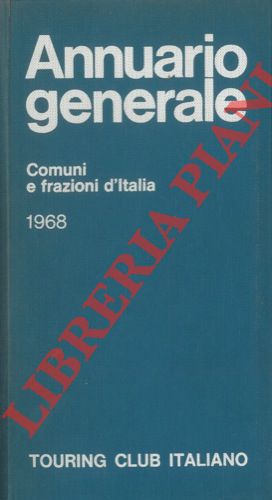 Annuario
generale
Comuni
e frazioni d'Italia
1968
LIBRERIA PIANI
TOURING CLUB ITALIANO